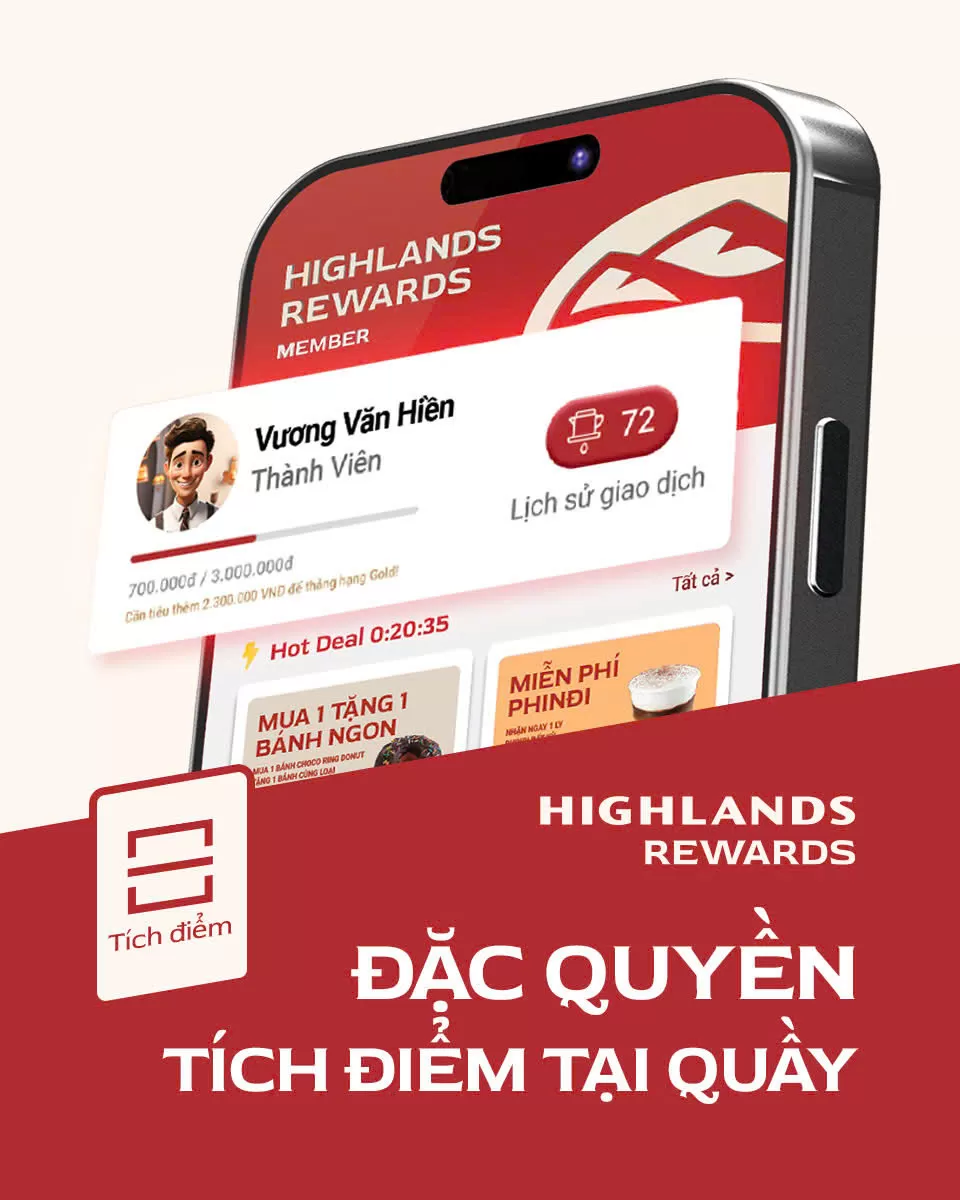 HIGHLANDS
REWARDS
MEMBER
Vương Văn Hiền
Thành Viên
72
Lịch sử giao dịch
700.000đ / 3.000.000đ
Cần tiêu thêm 2.300.000 VNĐ để thăng hạng Gold!
Tất cả >
Hot Deal 0:20:35
MUA 1 TẶNG 1
BÁNH NGON
MUA 1 BÁNH CHOCO RING DONUT
TẶNG 1 BÁNH CÙNG LOẠI
MIỄN PHÍ
PHINĐI
NHẬN NGAY 1 LY
Tích điểm
HIGHLANDS
REWARDS
ĐẶC QUYỀN
TÍCH ĐIỂM TẠI QUẦY